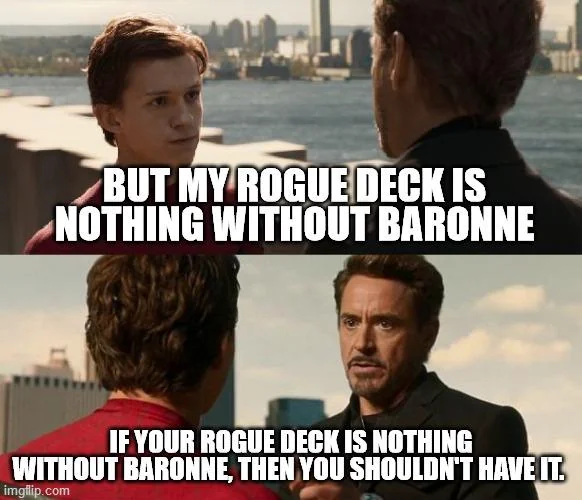 BUT MY ROGUE DECK IS
NOTHING WITHOUT BARONNE
IF YOUR ROGUE DECK IS NOTHING
WITHOUT BARONNE, THEN YOU SHOULDN'T HAVE IT.
imgflip.com